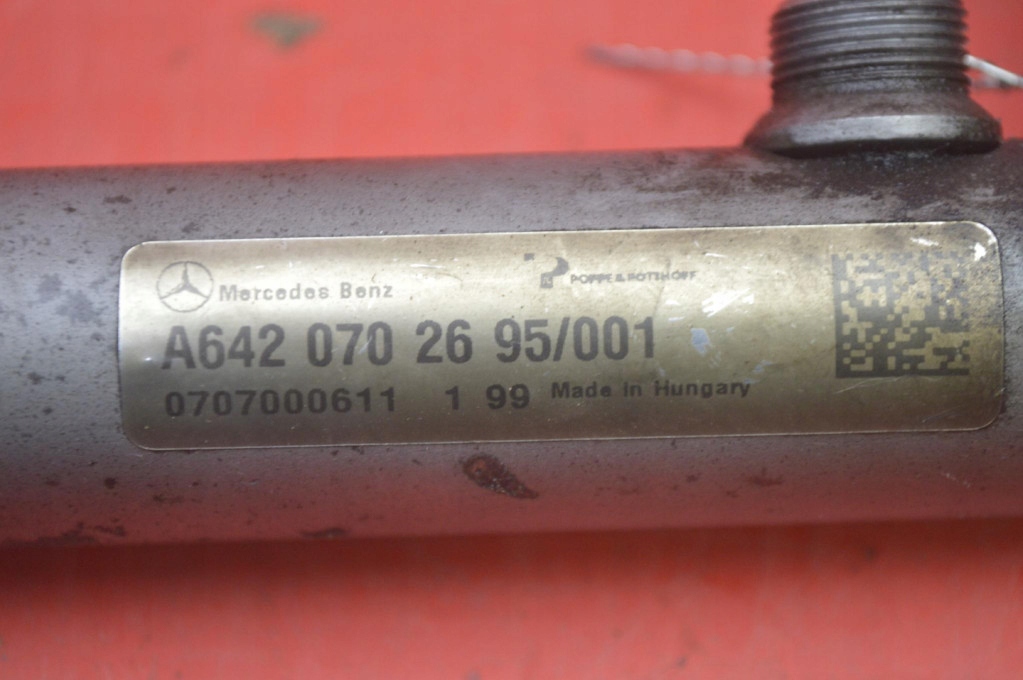 Mercedes Benz
POPPE & POTTHOFF
A642 070 26 95/001
0707000611 1 99 Made in Hungary